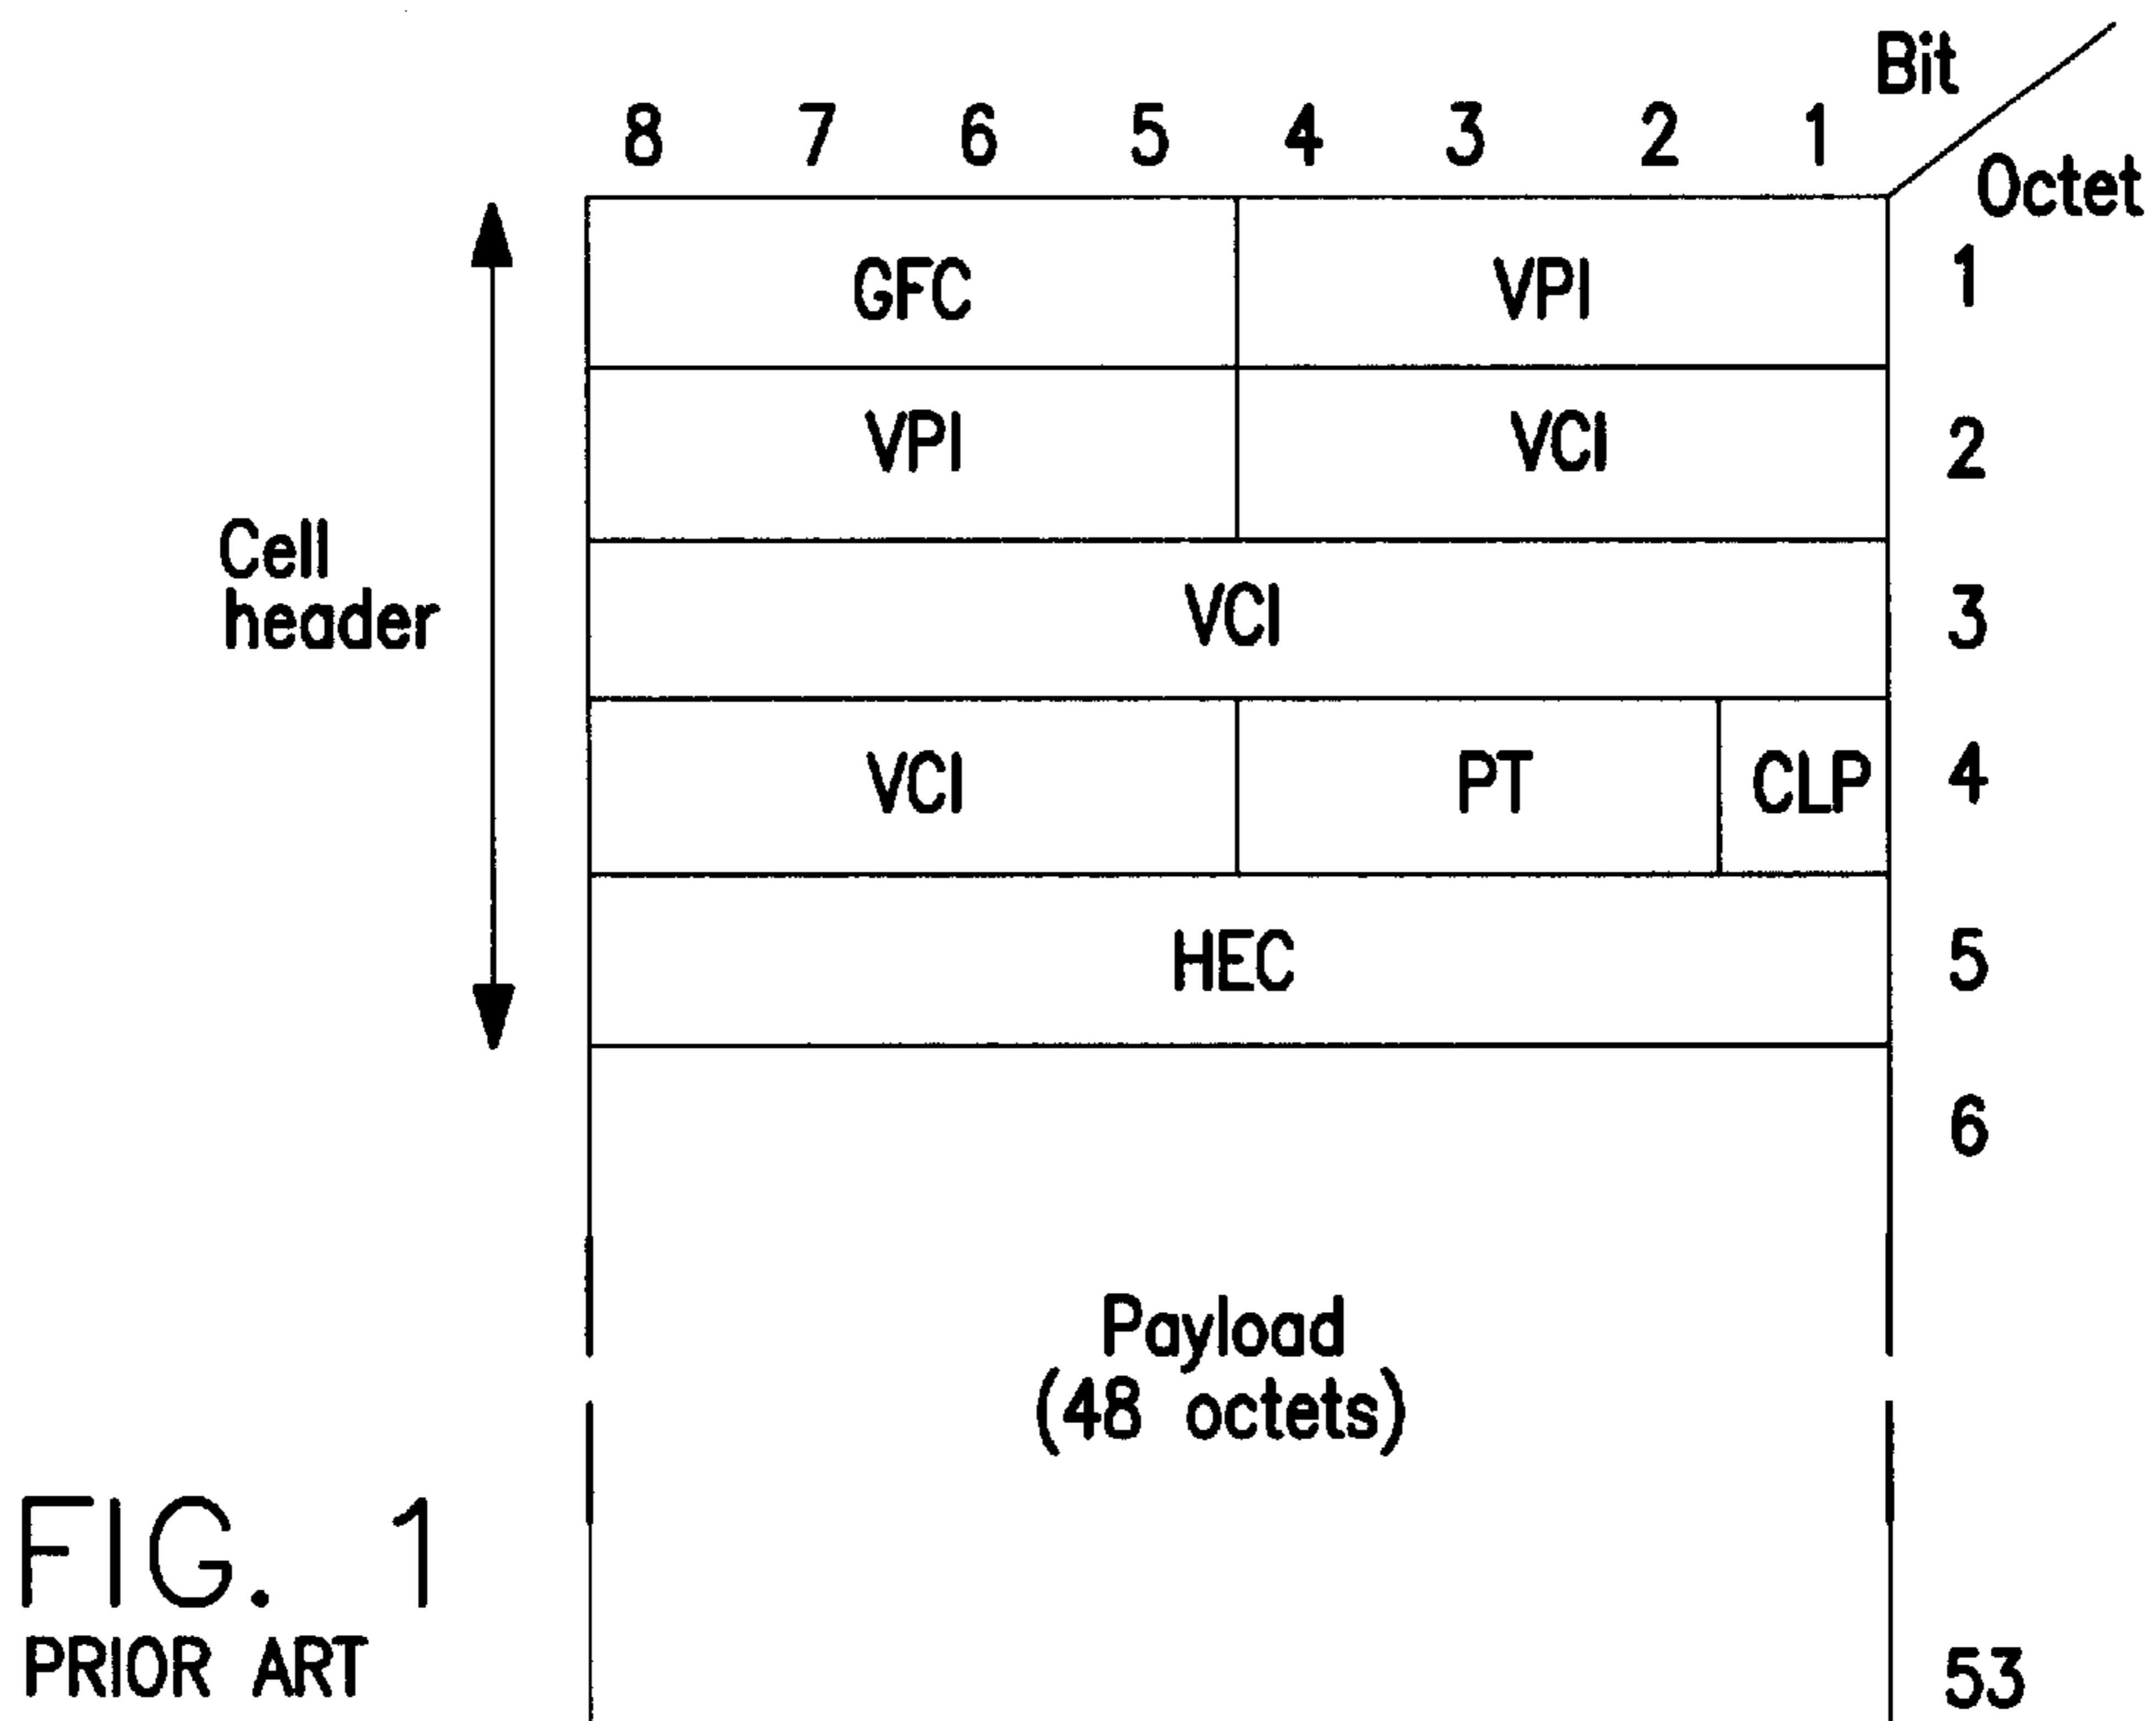 Bit
8 7 6 5 4 3 2 1
Octet
GFC VPI 1
VPI VCI 2
Cell
header
VCI 3
VCI PT CLP 4
HEC 5
6
Payload
(48 octets)
FIG. 1
PRIOR ART
53